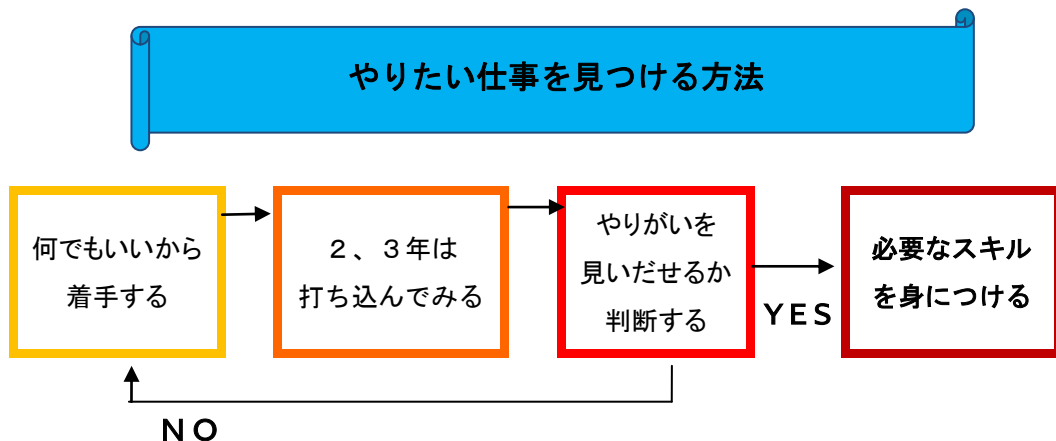 やりたい仕事を見つける方法
何でもいいから
着手する
２、３年は
打ち込んでみる
やりがいを
見いだせるか
判断する
ＹＥＳ
必要なスキル
を身につける
ＮＯ